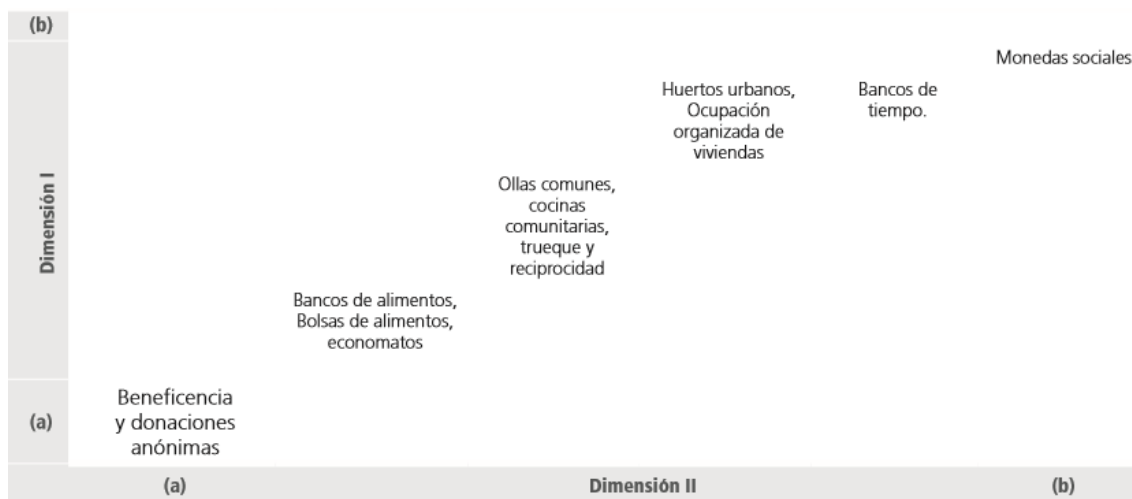 (b)
Monedas sociales
Huertos urbanos,
Ocupación
organizada de
viviendas
Bancos de
tiempo.
Dimensión I
Ollas comunes,
cocinas
comunitarias,
trueque y
reciprocidad
Bancos de alimentos,
Bolsas de alimentos,
economatos
(a)
Beneficencia
y donaciones
anónimas
(a)
Dimensión II
(b)